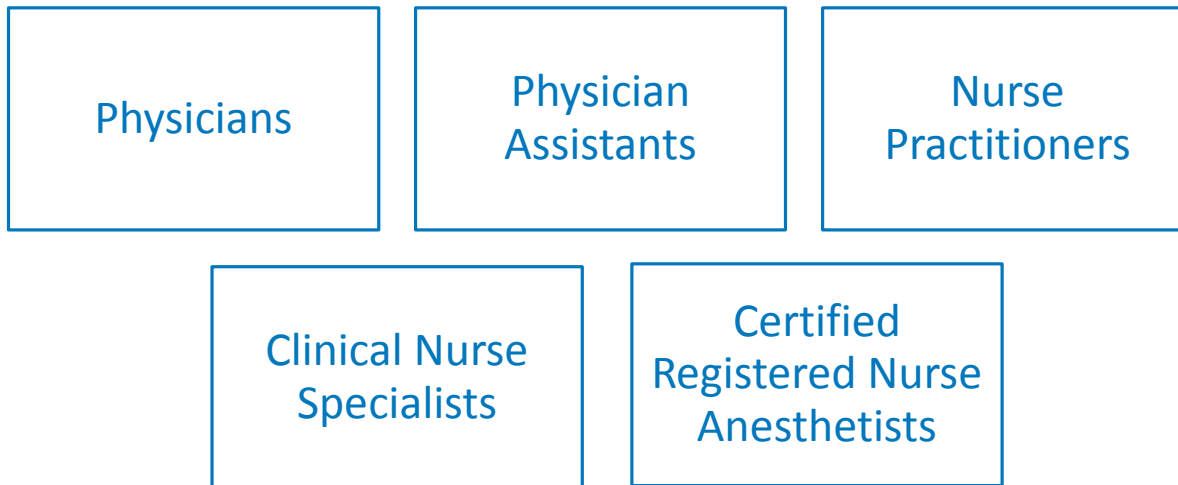 Physicians
Physician
Assistants
Nurse
Practitioners
Clinical Nurse
Specialists
Certified
Registered Nurse
Anesthetists